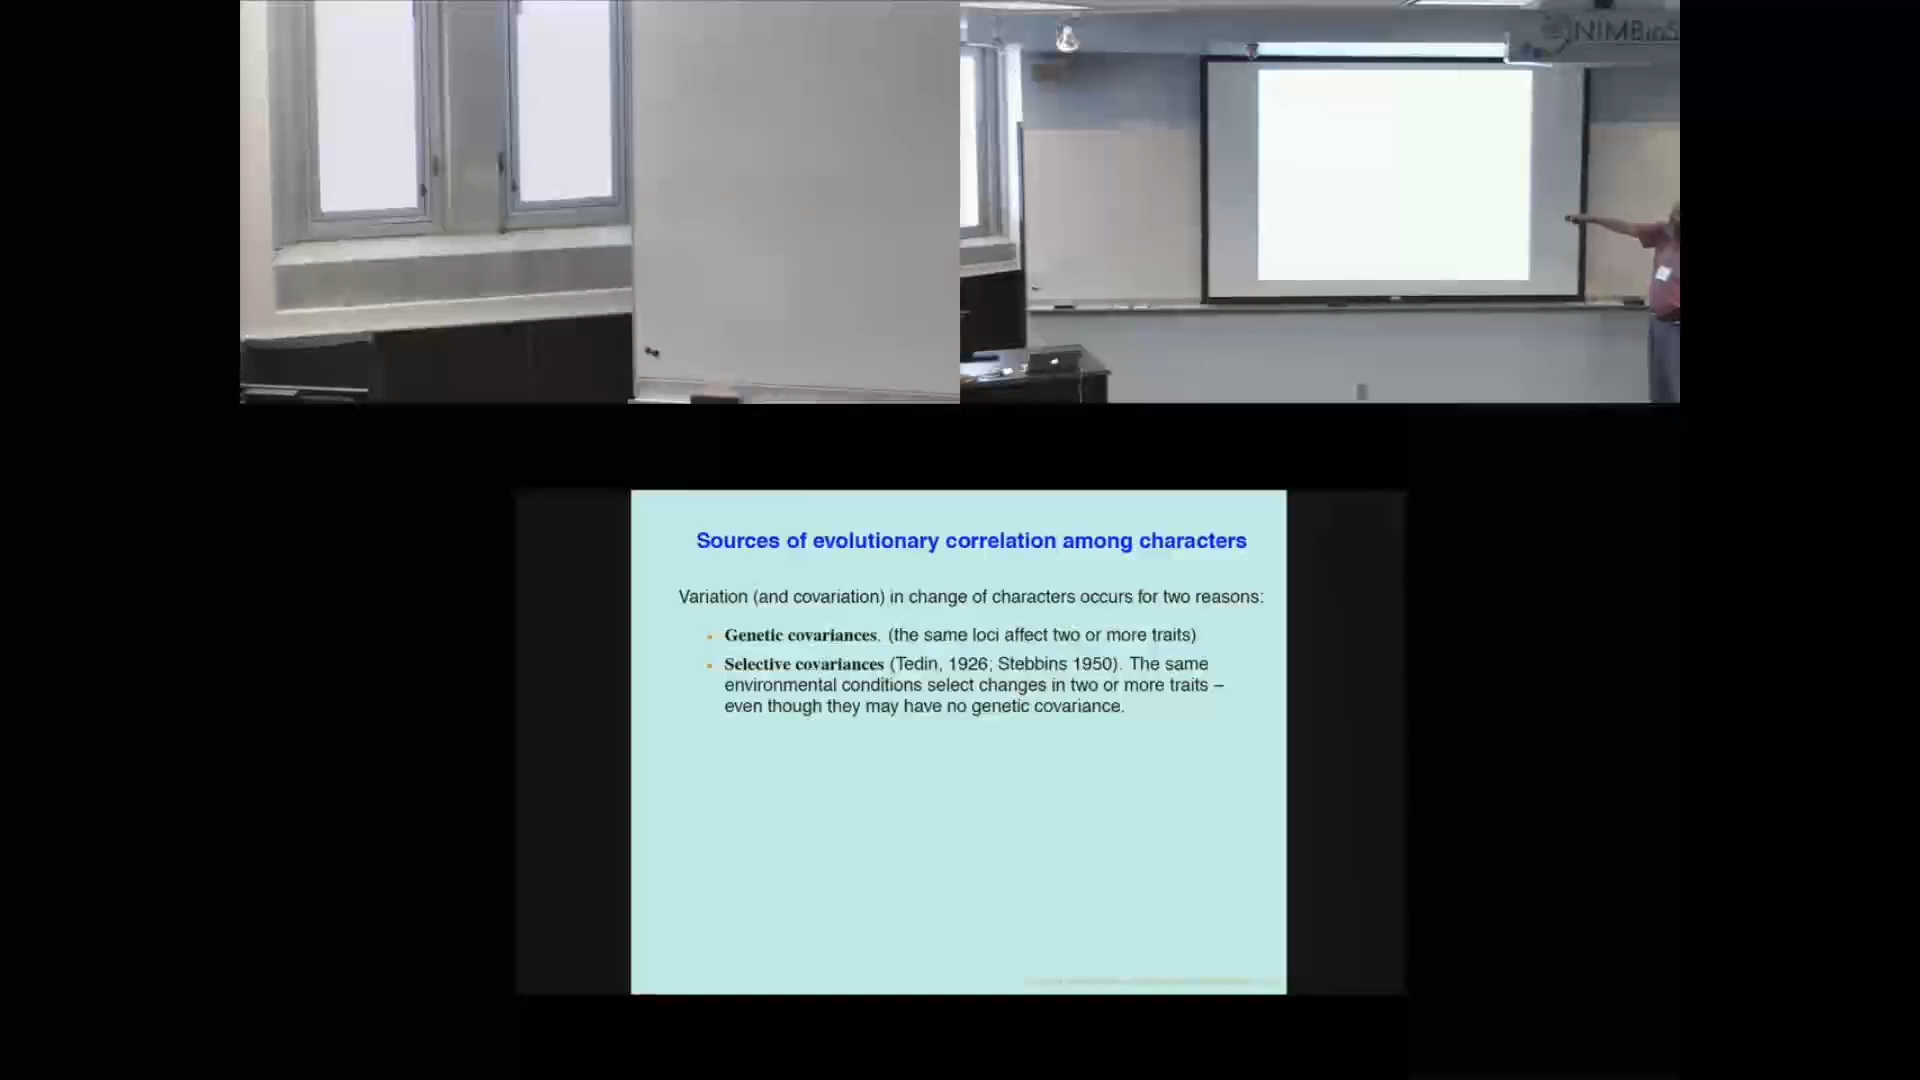 NIMBioS
Sources of evolutionary correlation among characters
Variation (and covariation) in change of characters occurs for two reasons:
Genetic covariances. (the same loci affect two or more traits)
Selective covariances (Tedin, 1926; Stebbins 1950). The same
environmental conditions select changes in two or more traits –
even though they may have no genetic covariance.